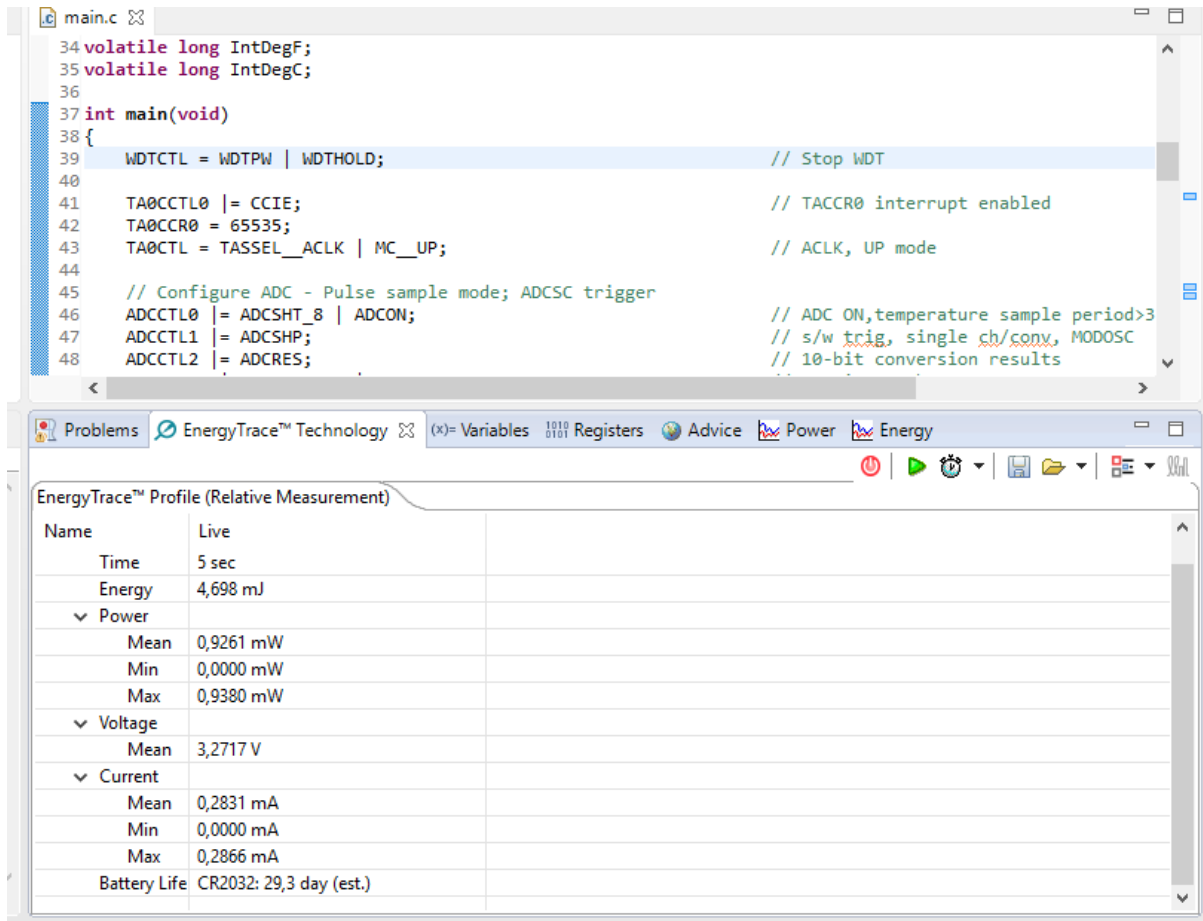 main.c
34 volatile long IntDegF;
35 volatile long IntDegC;
36
37 int main(void)
38 {
39 WDTCTL = WDTPW | WDTHOLD; // Stop WDT
40
41 TA0CCTL0 |= CCIE; // TACCR0 interrupt enabled
42 TA0CCR0 = 65535;
43 TA0CTL = TASSEL__ACLK | MC__UP; // ACLK, UP mode
44
45 // Configure ADC - Pulse sample mode; ADCSC trigger
46 ADCCTL0 |= ADCSHT_8 | ADCON; // ADC ON,temperature sample period>3
47 ADCCTL1 |= ADCSHP; // s/w trig, single ch/conv, MODOSC
48 ADCCTL2 |= ADCRES; // 10-bit conversion results
Problems EnergyTrace™ Technology (x)= Variables 1010 0101 Registers Advice Power Energy
EnergyTrace™ Profile (Relative Measurement)
Name Live
Time 5 sec
Energy 4,698 mJ
Power
Mean 0,9261 mW
Min 0,0000 mW
Max 0,9380 mW
Voltage
Mean 3,2717 V
Current
Mean 0,2831 mA
Min 0,0000 mA
Max 0,2866 mA
Battery Life CR2032: 29,3 day (est.)